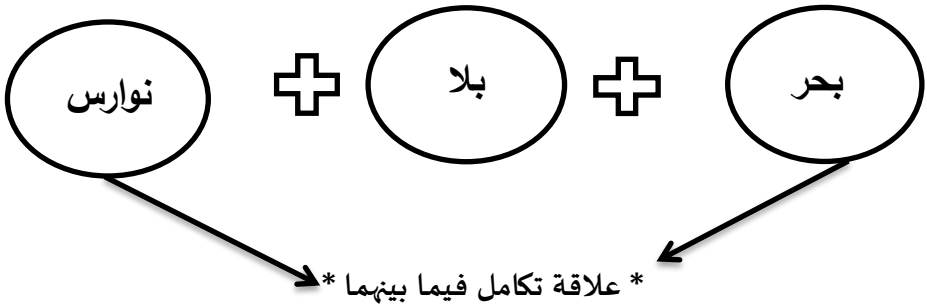 بحر
بلا
نوارس
* علاقة تكامل فيما بينهما *